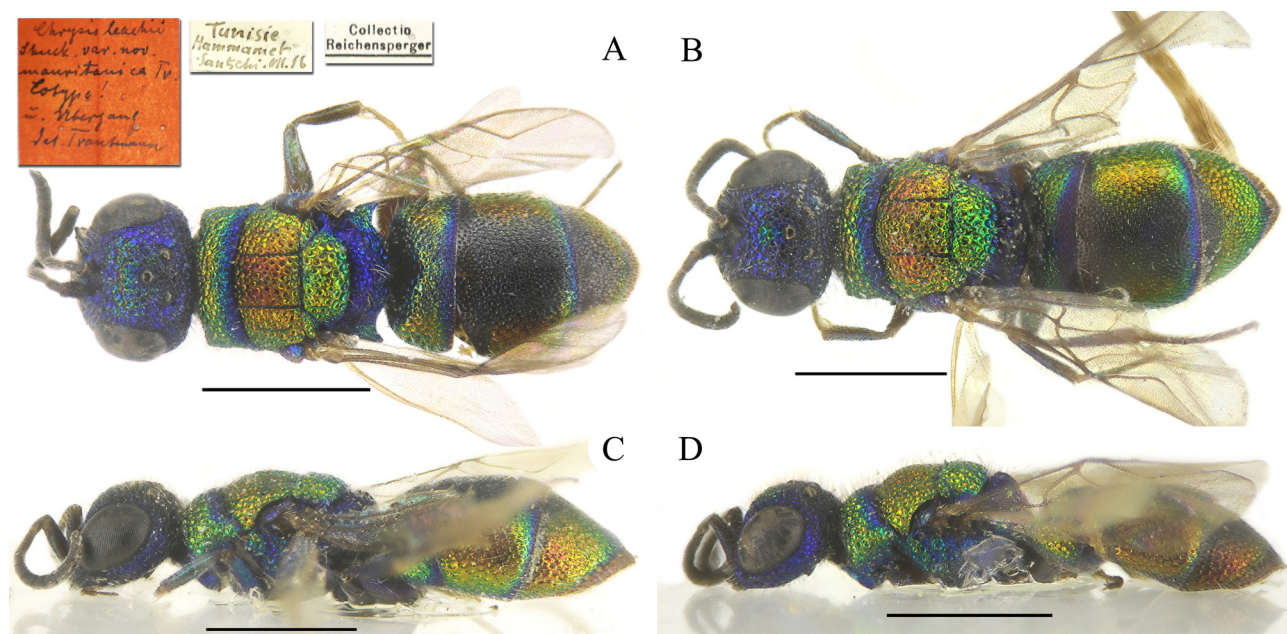 Chrysis leachii
Shuck. var. nov.
mauritanica Tr.
Cotype!
u. Übergang
det. Trautmann
Tunisie
Hammamet
Santschi. VII. 16
Collectio
Reichensperger
A
B
C
D